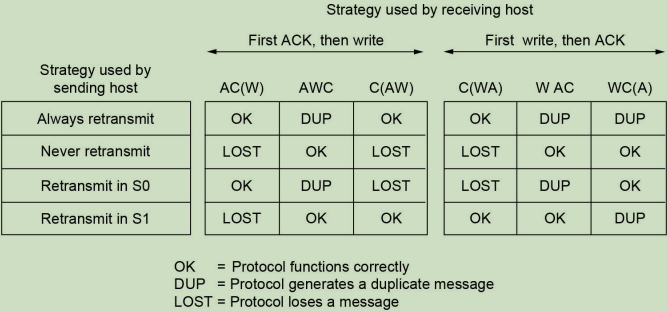 Strategy used by receiving host
First ACK, then write First write, then ACK
Strategy used by
sending host
AC(W) AWC C(AW) C(WA) W AC WC(A)
Always retransmit OK DUP OK OK DUP DUP
Never retransmit LOST OK LOST LOST OK OK
Retransmit in S0 OK DUP LOST LOST DUP OK
Retransmit in S1 LOST OK OK OK OK DUP
OK = Protocol functions correctly
DUP = Protocol generates a duplicate message
LOST = Protocol loses a message